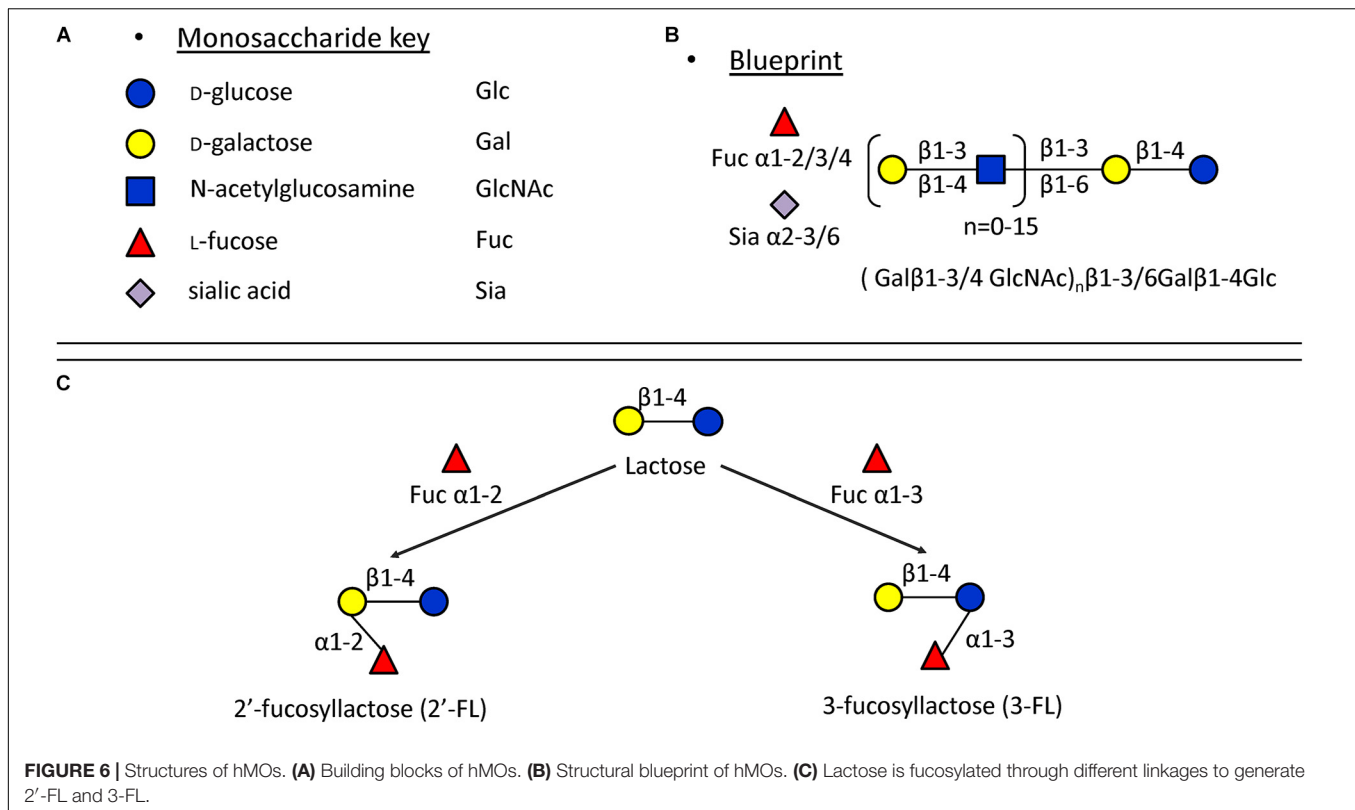 A
• Monosaccharide key
D-glucose Glc
D-galactose Gal
N-acetylglucosamine GlcNAc
L-fucose Fuc
sialic acid Sia
B
• Blueprint
Fuc α1-2/3/4
Sia α2-3/6
β1-3 β1-3 β1-4
β1-4 β1-6
n=0-15
( Galβ1-3/4 GlcNAc)ₙβ1-3/6Galβ1-4Glc
C
β1-4
Lactose
Fuc α1-2 Fuc α1-3
β1-4 β1-4
α1-2 α1-3
2′-fucosyllactose (2′-FL) 3-fucosyllactose (3-FL)
FIGURE 6 | Structures of hMOs. (A) Building blocks of hMOs. (B) Structural blueprint of hMOs. (C) Lactose is fucosylated through different linkages to generate
2′-FL and 3-FL.